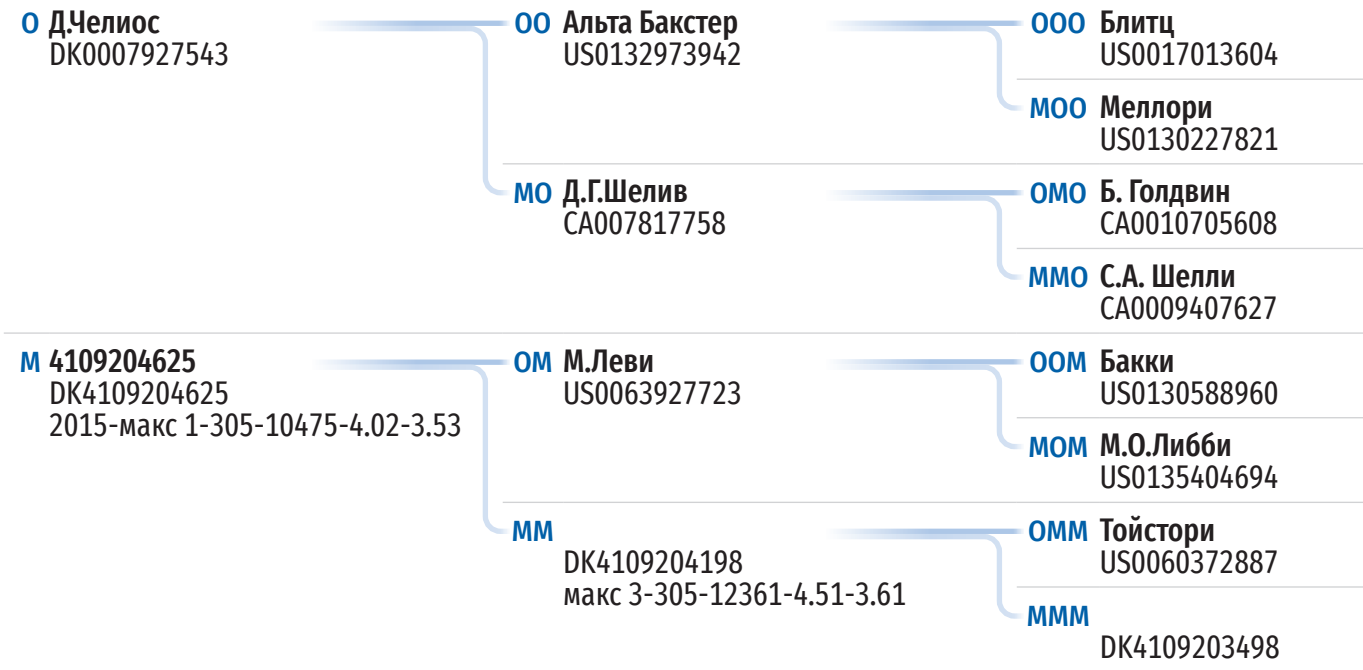 О Д.Челиос
DK0007927543
ОО Альта Бакстер
US0132973942
ООО Блитц
US0017013604
МОО Меллори
US0130227821
МО Д.Г.Шелив
CA007817758
ОМО Б. Голдвин
CA0010705608
ММО С.А. Шелли
CA0009407627
М 4109204625
DK4109204625
2015-макс 1-305-10475-4.02-3.53
ОМ М.Леви
US0063927723
ООМ Бакки
US0130588960
МОМ М.О.Либби
US0135404694
ММ
DK4109204198
макс 3-305-12361-4.51-3.61
ОММ Тойстори
US0060372887
МММ
DK4109203498